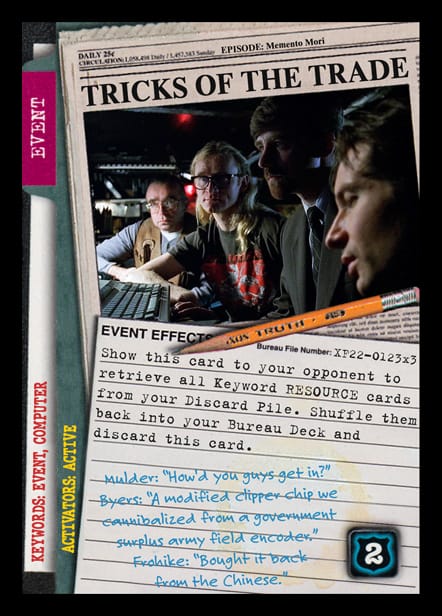 DAILY 25¢
CIRCULATION: 1,058,494 Daily / 1,457,583 Sunday
EPISODE: Memento Mori
TRICKS OF THE TRADE
EVENT
TRUTH
EVENT EFFECTS
Bureau File Number: XF22-0123x3
Show this card to your opponent to
retrieve all Keyword RESOURCE cards
from your Discard Pile. Shuffle them
back into your Bureau Deck and
discard this card.
Mulder: "How'd you guys get in?"
Byers: "A modified clipper chip we
cannibalized from a government
surplus army field encoder."
Frohike: "Bought it back
from the Chinese."
2
KEYWORDS: EVENT, COMPUTER
ACTIVATORS: ACTIVE